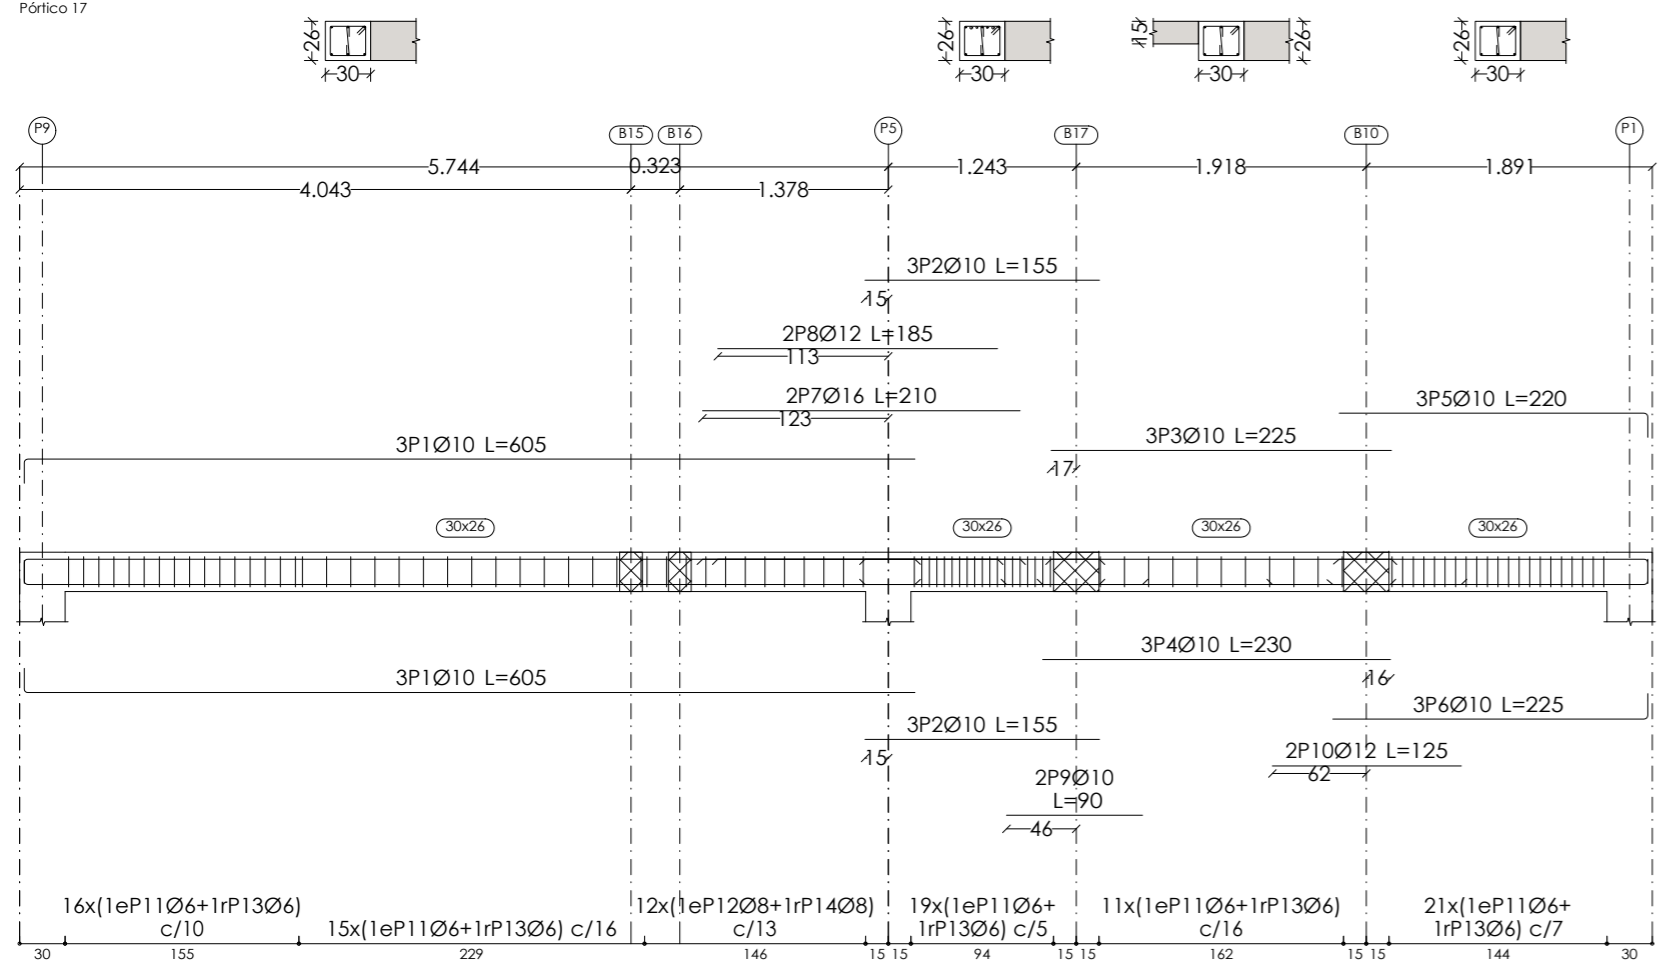 Pórtico 17
26 26 15 26 26
30 30 30 30
P9 B15 B16 P5 B17 B10 P1
5.744 0.323 1.243 1.918 1.891
4.043 1.378
3P2Ø10 L=155
15
2P8Ø12 L=185
113
2P7Ø16 L=210
123
3P5Ø10 L=220
3P1Ø10 L=605
3P3Ø10 L=225
17
30x26 30x26 30x26 30x26
3P4Ø10 L=230
16
3P1Ø10 L=605
3P6Ø10 L=225
3P2Ø10 L=155
15
2P10Ø12 L=125
62
2P9Ø10
L=90
46
16x(1eP11Ø6+1rP13Ø6)
c/10
15x(1eP11Ø6+1rP13Ø6) c/16
12x(1eP12Ø8+1rP14Ø8)
c/13
19x(1eP11Ø6+
1rP13Ø6) c/5
11x(1eP11Ø6+1rP13Ø6)
c/16
21x(1eP11Ø6+
1rP13Ø6) c/7
30 155 229 146 15 15 94 15 15 162 15 15 144 30